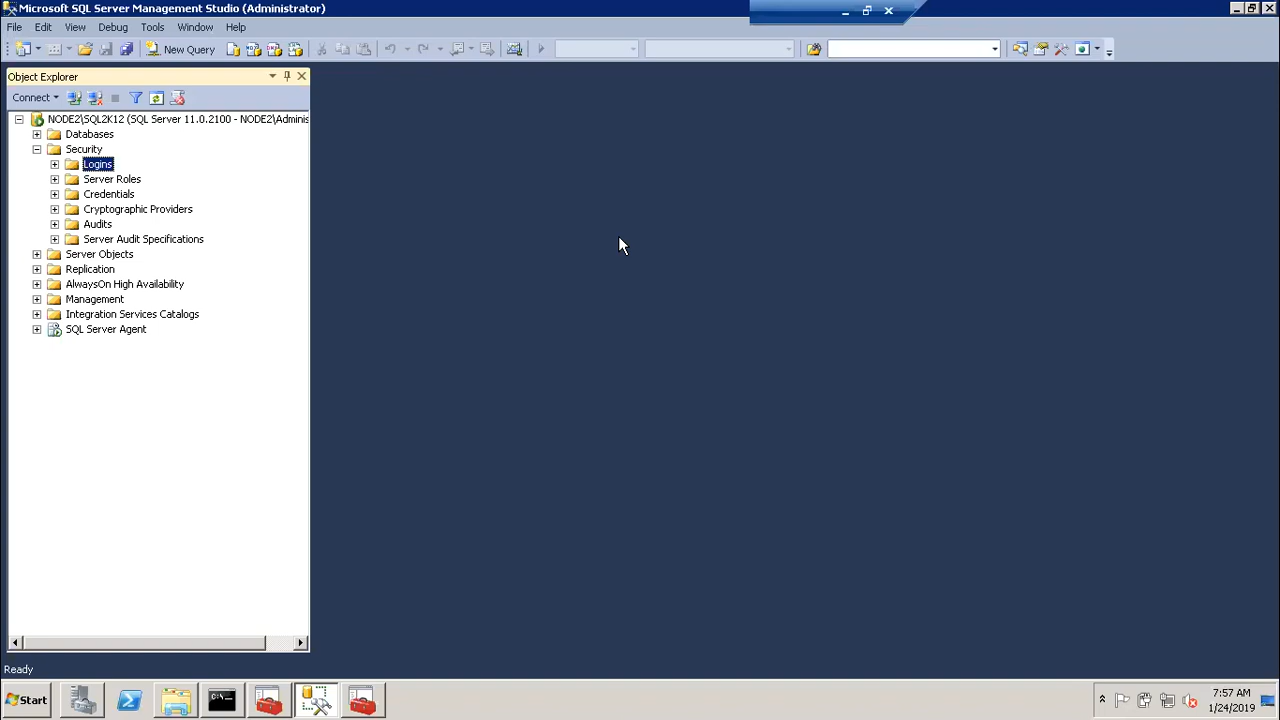 Microsoft SQL Server Management Studio (Administrator)
File Edit View Debug Tools Window Help
New Query
Object Explorer
Connect
NODE2\SQL2K12 (SQL Server 11.0.2100 - NODE2\Adminis
Databases
Security
Logins
Server Roles
Credentials
Cryptographic Providers
Audits
Server Audit Specifications
Server Objects
Replication
AlwaysOn High Availability
Management
Integration Services Catalogs
SQL Server Agent
Ready
Start
7:57 AM
1/24/2019